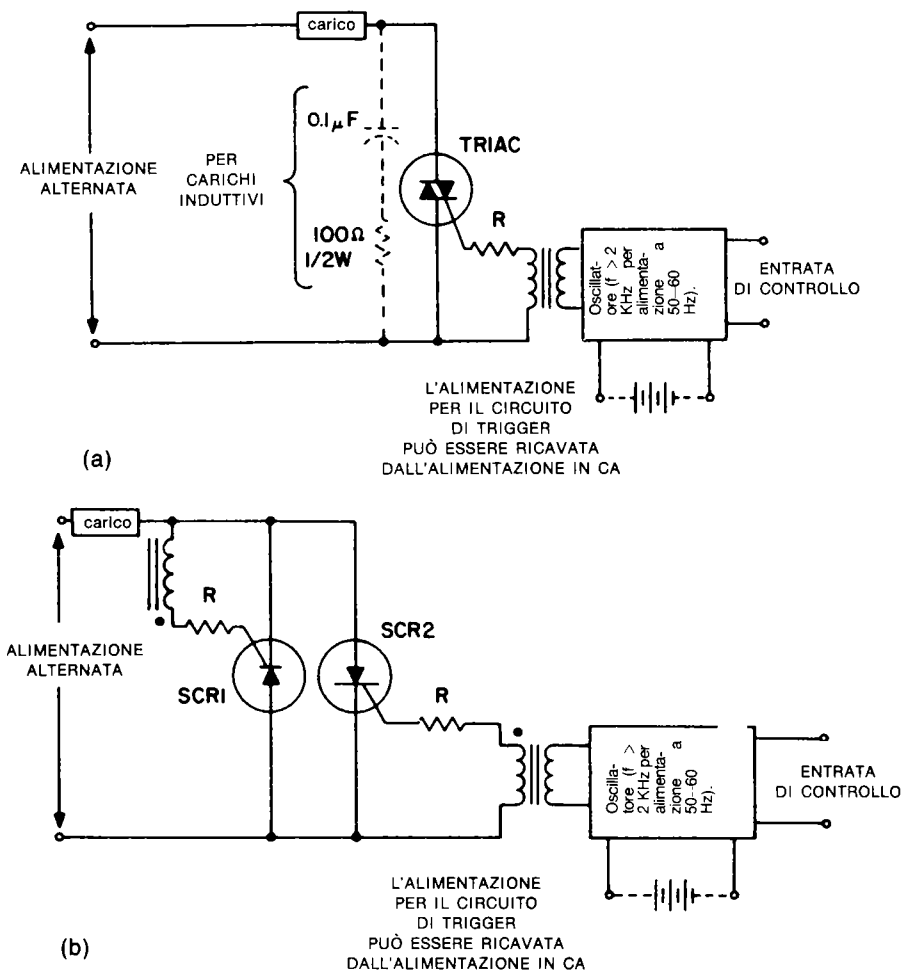 carico
0.1µF
TRIAC
ALIMENTAZIONE
ALTERNATA
PER
CARICHI
INDUTTIVI
R
100Ω
1/2W
Oscillat-
ore (f > 2
KHz per
alimenta-
zione a
50–60
Hz).
ENTRATA
DI CONTROLLO
L'ALIMENTAZIONE
PER IL CIRCUITO
DI TRIGGER
PUÒ ESSERE RICAVATA
DALL'ALIMENTAZIONE IN CA
(a)
carico
R
SCR2
ALIMENTAZIONE
ALTERNATA
SCR1
R
Oscilla-
tore (f >
2 KHz per
alimenta-
zione a
50–60
Hz).
ENTRATA
DI CONTROLLO
L'ALIMENTAZIONE
PER IL CIRCUITO
DI TRIGGER
PUÒ ESSERE RICAVATA
DALL'ALIMENTAZIONE IN CA
(b)